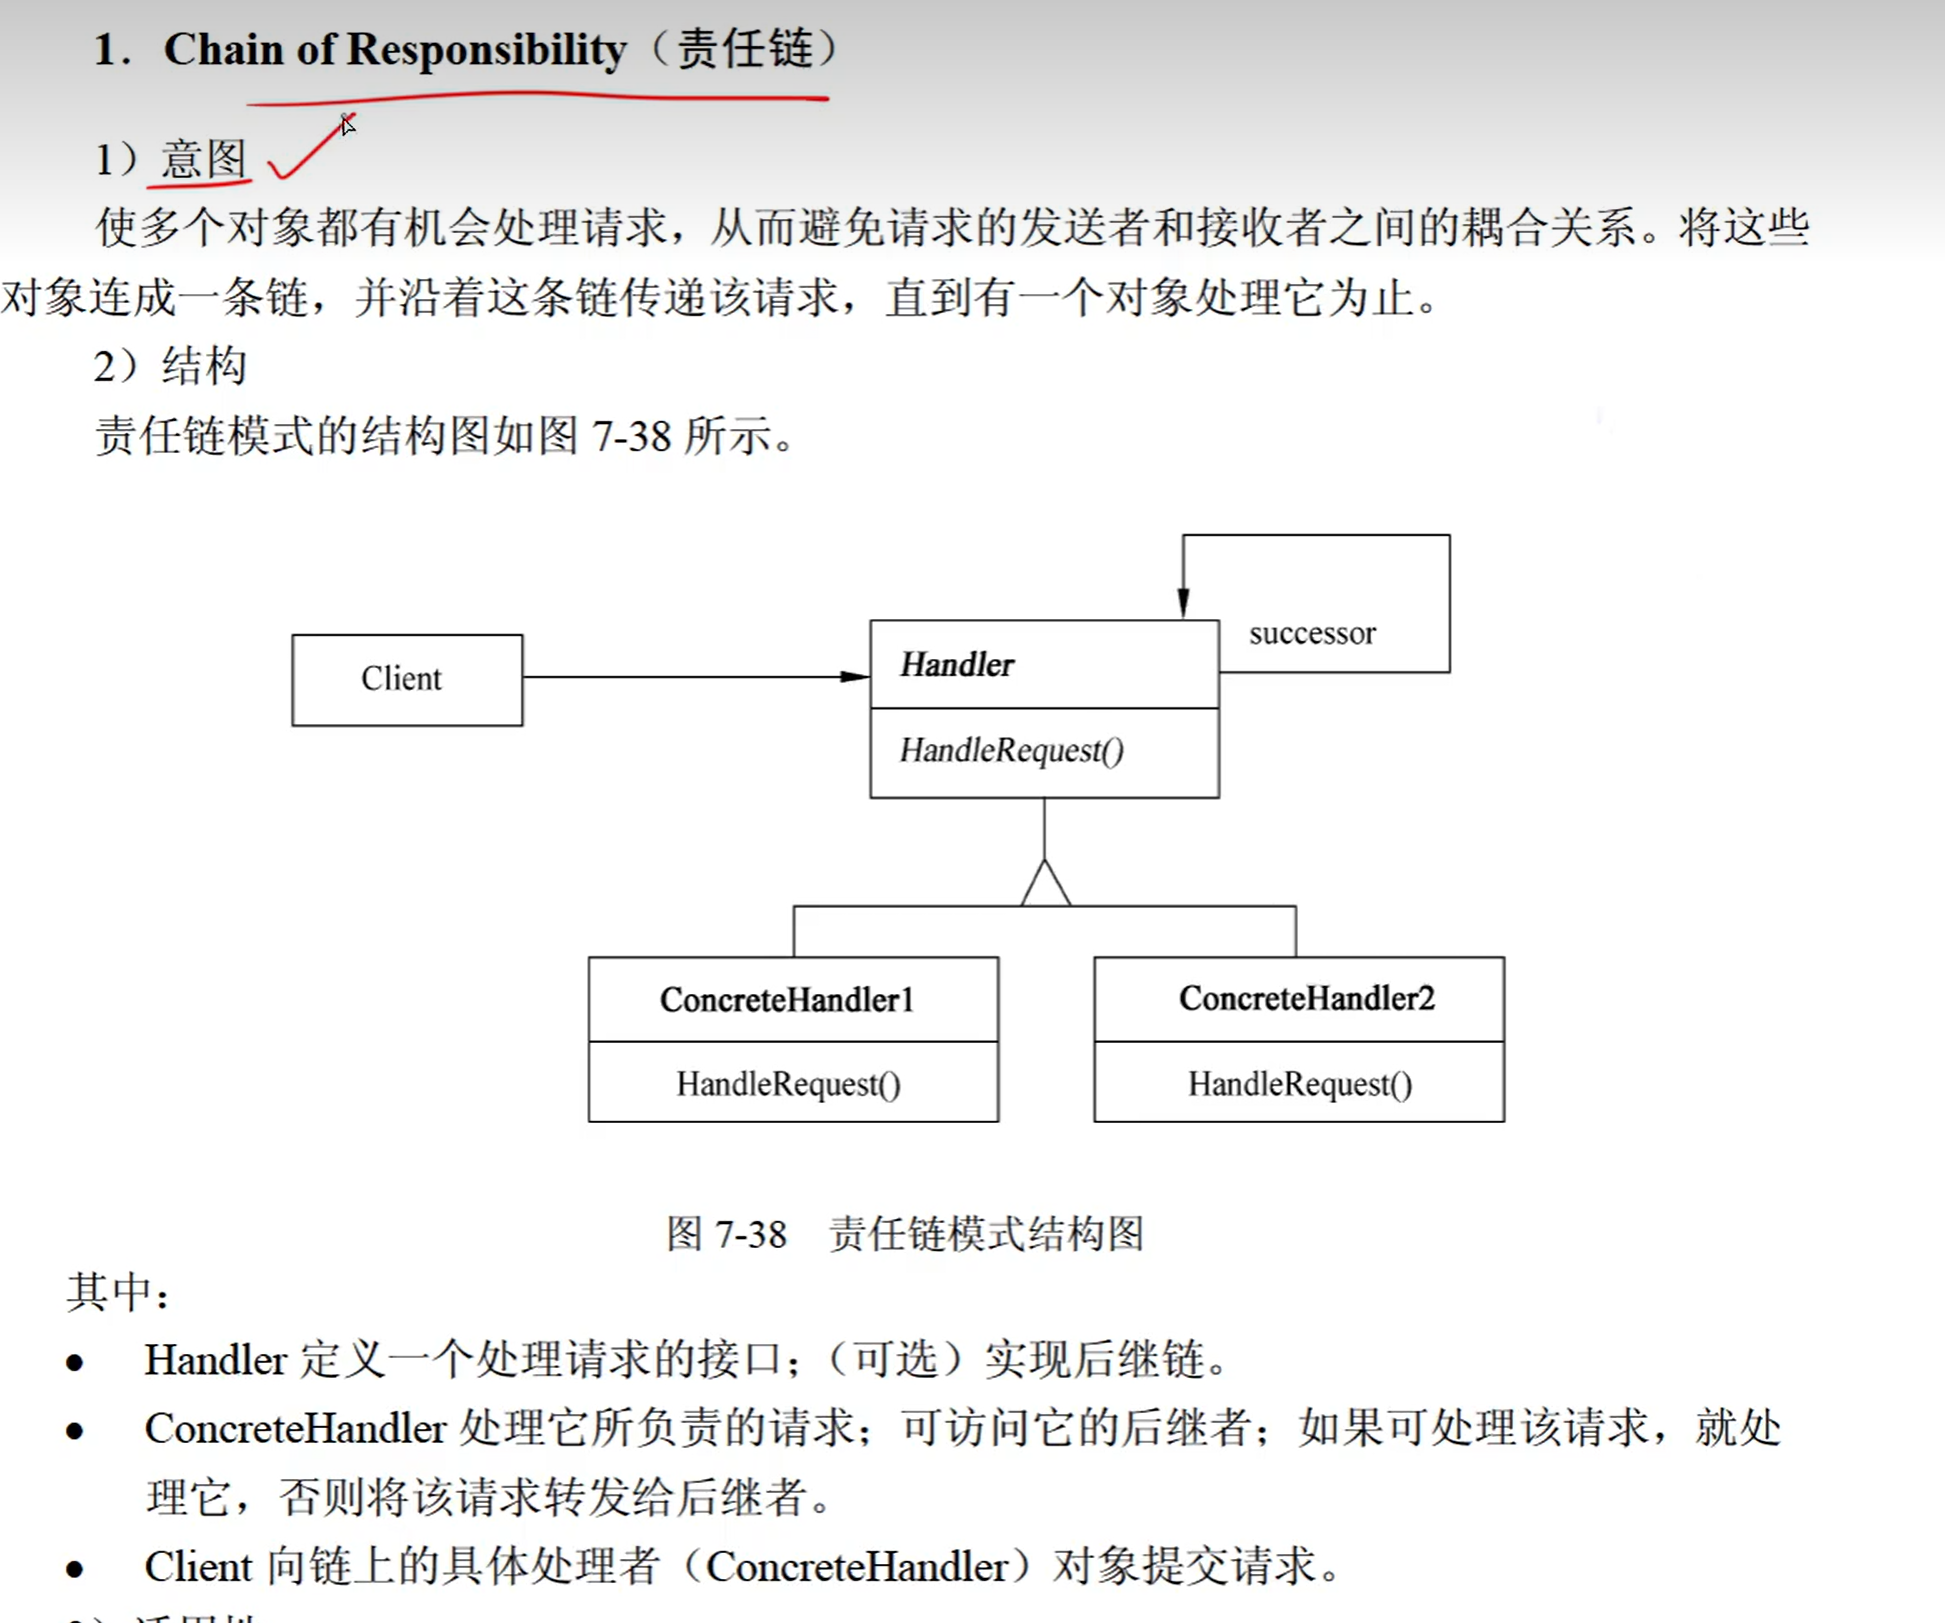 1. Chain of Responsibility（责任链）
1）意图
使多个对象都有机会处理请求，从而避免请求的发送者和接收者之间的耦合关系。将这些
对象连成一条链，并沿着这条链传递该请求，直到有一个对象处理它为止。
2）结构
责任链模式的结构图如图 7-38 所示。
successor
Client
Handler
HandleRequest()
ConcreteHandler1
ConcreteHandler2
HandleRequest()
HandleRequest()
图 7-38 责任链模式结构图
其中：
● Handler 定义一个处理请求的接口；（可选）实现后继链。
● ConcreteHandler 处理它所负责的请求；可访问它的后继者；如果可处理该请求，就处
理它，否则将该请求转发给后继者。
● Client 向链上的具体处理者（ConcreteHandler）对象提交请求。